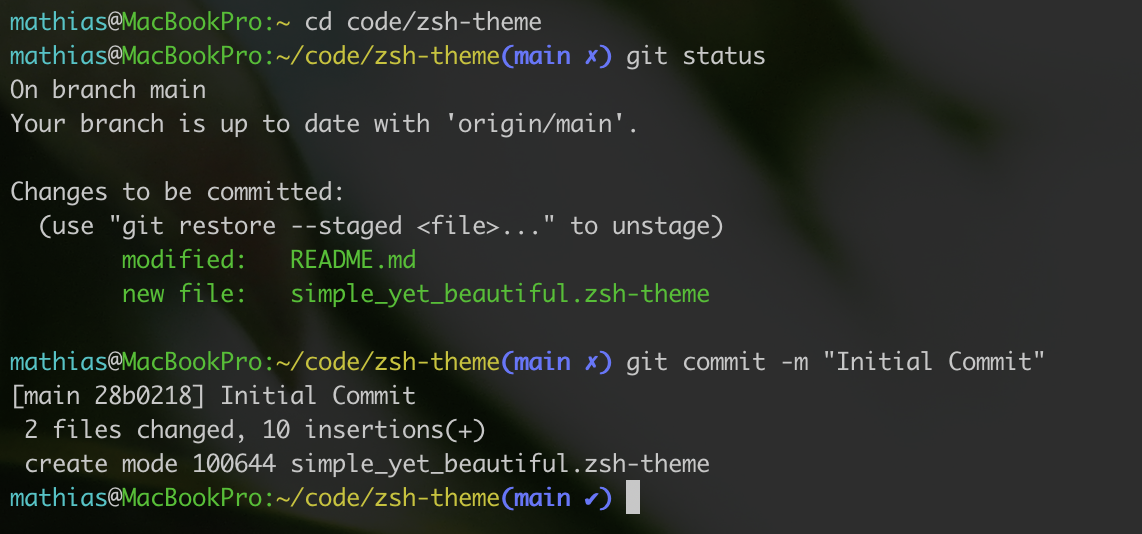 mathias@MacBookPro:~ cd code/zsh-theme
mathias@MacBookPro:~/code/zsh-theme(main ✗) git status
On branch main
Your branch is up to date with 'origin/main'.
Changes to be committed:
  (use "git restore --staged <file>..." to unstage)
        modified:   README.md
        new file:   simple_yet_beautiful.zsh-theme
mathias@MacBookPro:~/code/zsh-theme(main ✗) git commit -m "Initial Commit"
[main 28b0218] Initial Commit
 2 files changed, 10 insertions(+)
 create mode 100644 simple_yet_beautiful.zsh-theme
mathias@MacBookPro:~/code/zsh-theme(main ✔)